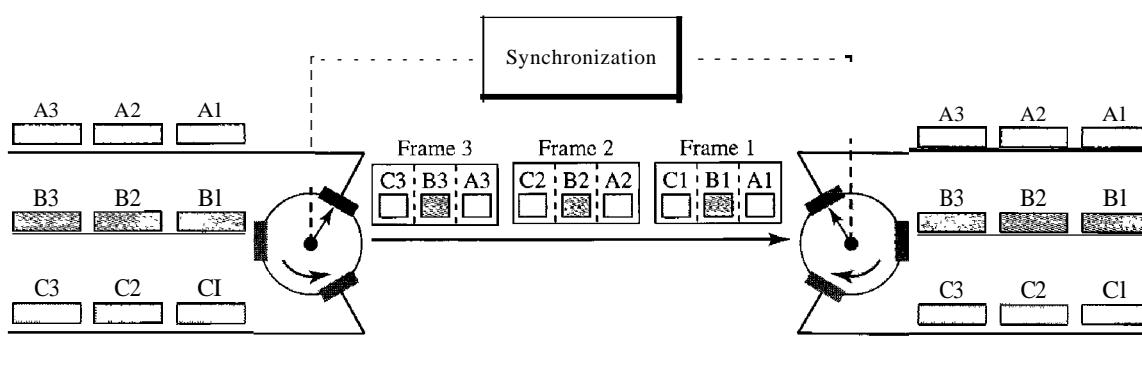 Synchronization
A3 A2 A1
Frame 3 Frame 2 Frame 1
C3 B3 A3 C2 B2 A2 C1 B1 A1
B3 B2 B1
C3 C2 CI
A3 A2 A1
B3 B2 B1
C3 C2 C1